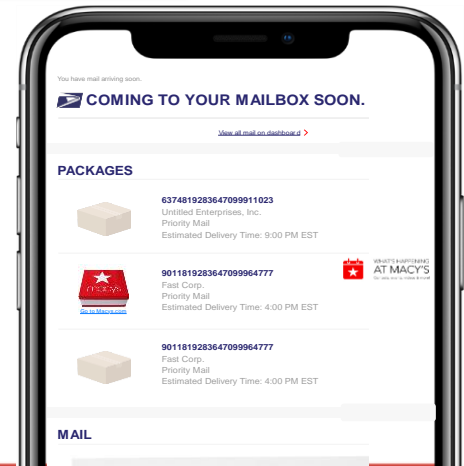 You have mail arriving soon.
COMING TO YOUR MAILBOX SOON.
View all mail on dashboard >
PACKAGES
6374819283647099911023
Untitled Enterprises, Inc.
Priority Mail
Estimated Delivery Time: 9:00 PM EST
macy's
Go to Macys.com
9011819283647099964777
Fast Corp.
Priority Mail
Estimated Delivery Time: 4:00 PM EST
WHAT'S HAPPENING
AT MACY'S
9011819283647099964777
Fast Corp.
Priority Mail
Estimated Delivery Time: 4:00 PM EST
MAIL